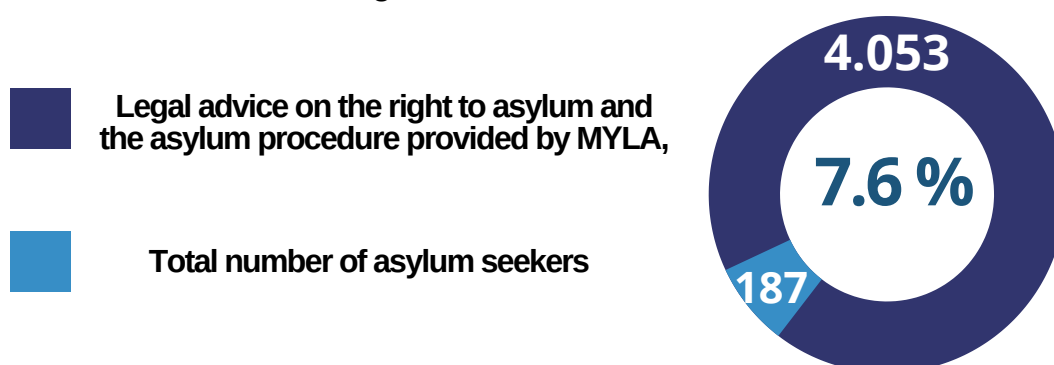 4.053
Legal advice on the right to asylum and
the asylum procedure provided by MYLA,
7.6 %
Total number of asylum seekers
187